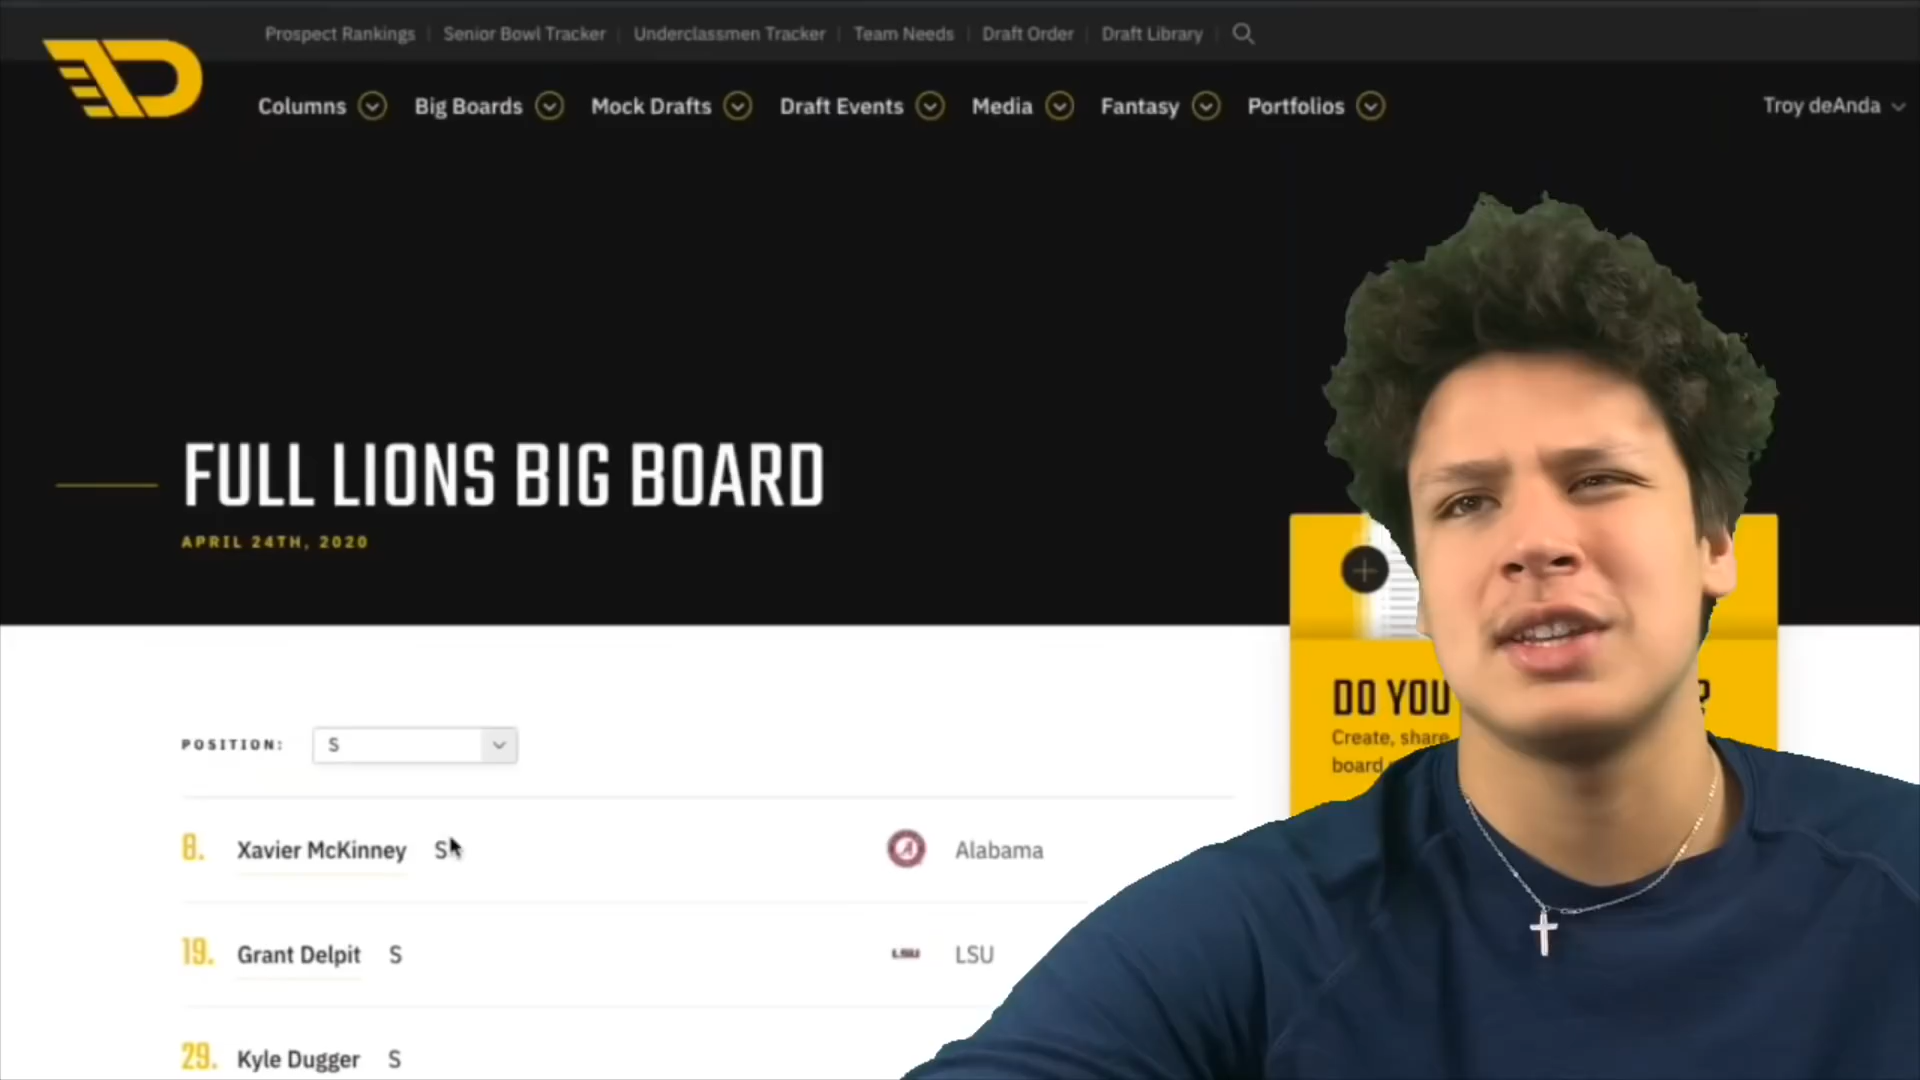 Prospect Rankings
Senior Bowl Tracker
Underclassmen Tracker
Team Needs
Draft Order
Draft Library
Columns
Big Boards
Mock Drafts
Draft Events
Media
Fantasy
Portfolios
Troy deAnda
FULL LIONS BIG BOARD
APRIL 24TH, 2020
DO YOU ?
Create, share
board
POSITION: S
8. Xavier McKinney S Alabama
19. Grant Delpit S LSU LSU
29. Kyle Dugger S